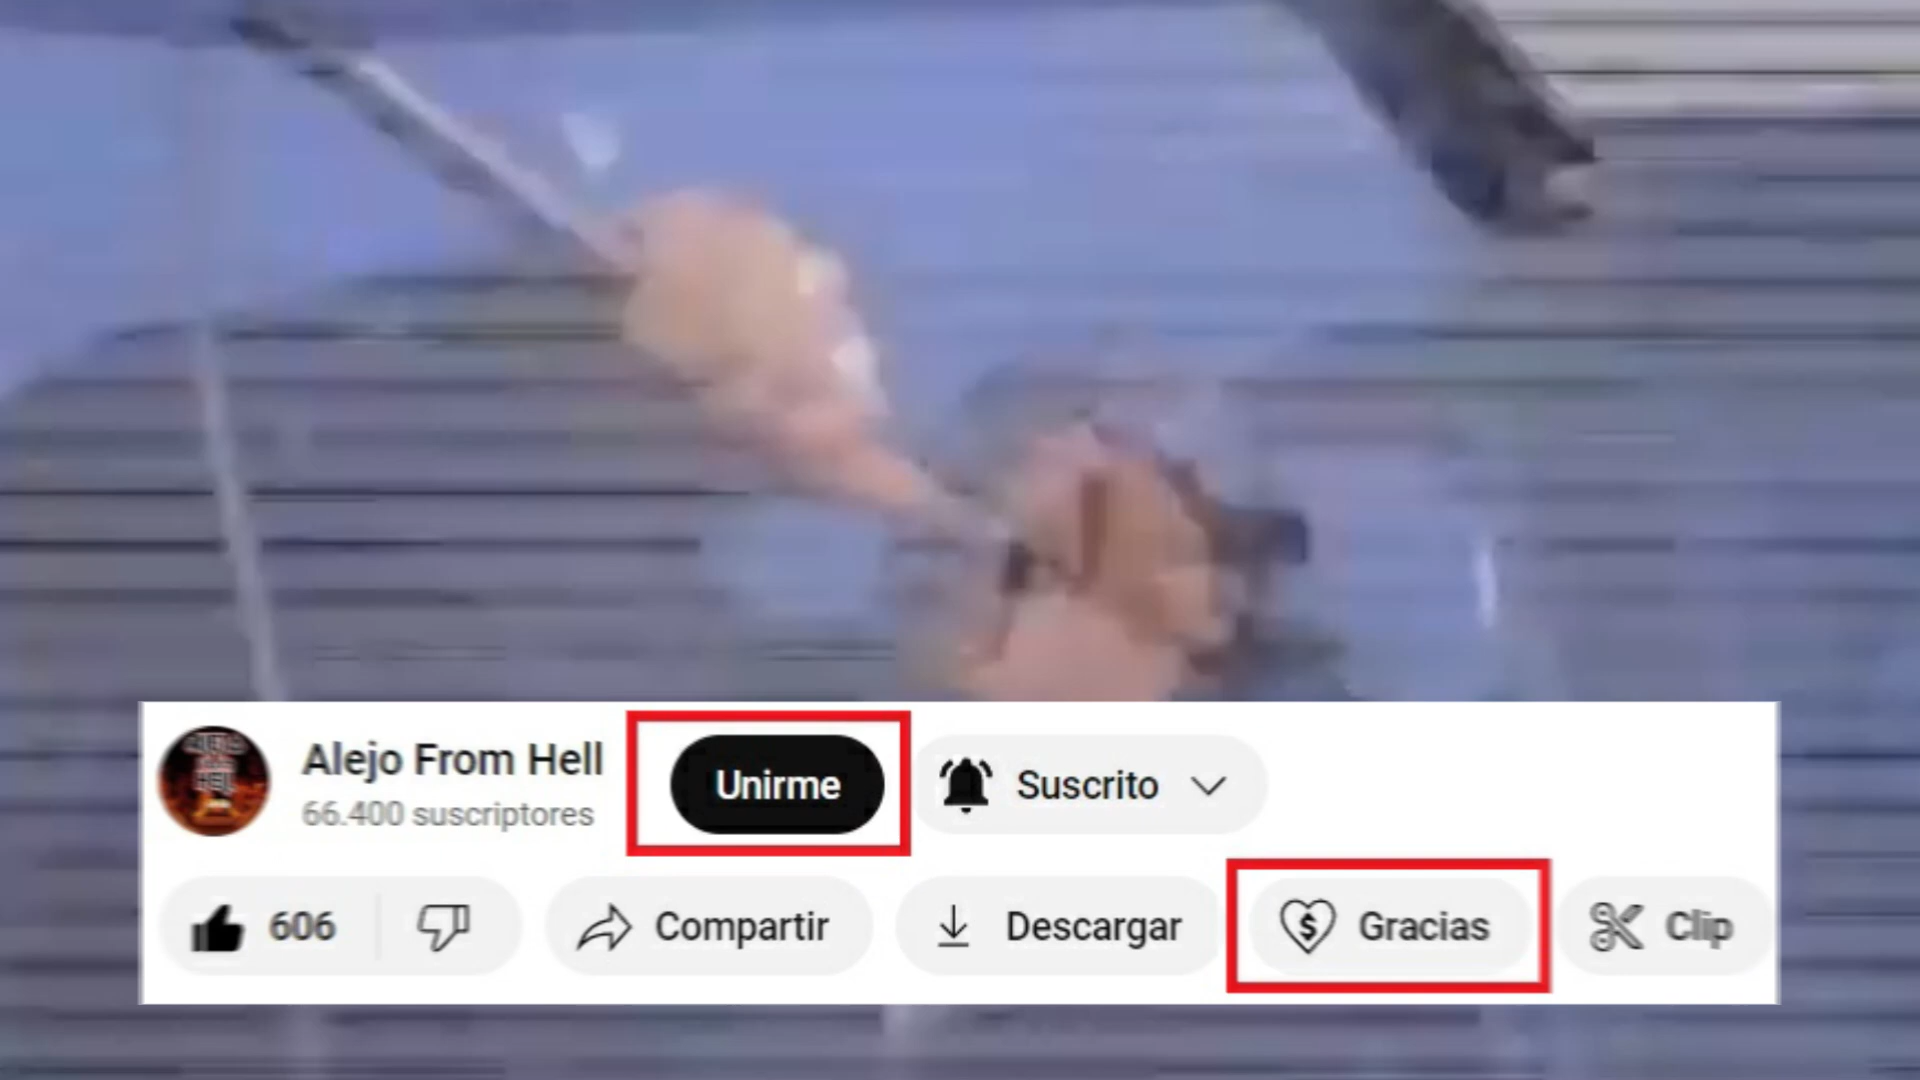 Alejo From Hell
66.400 suscriptores
Unirme
Suscrito
606
Compartir
Descargar
Gracias
Clip